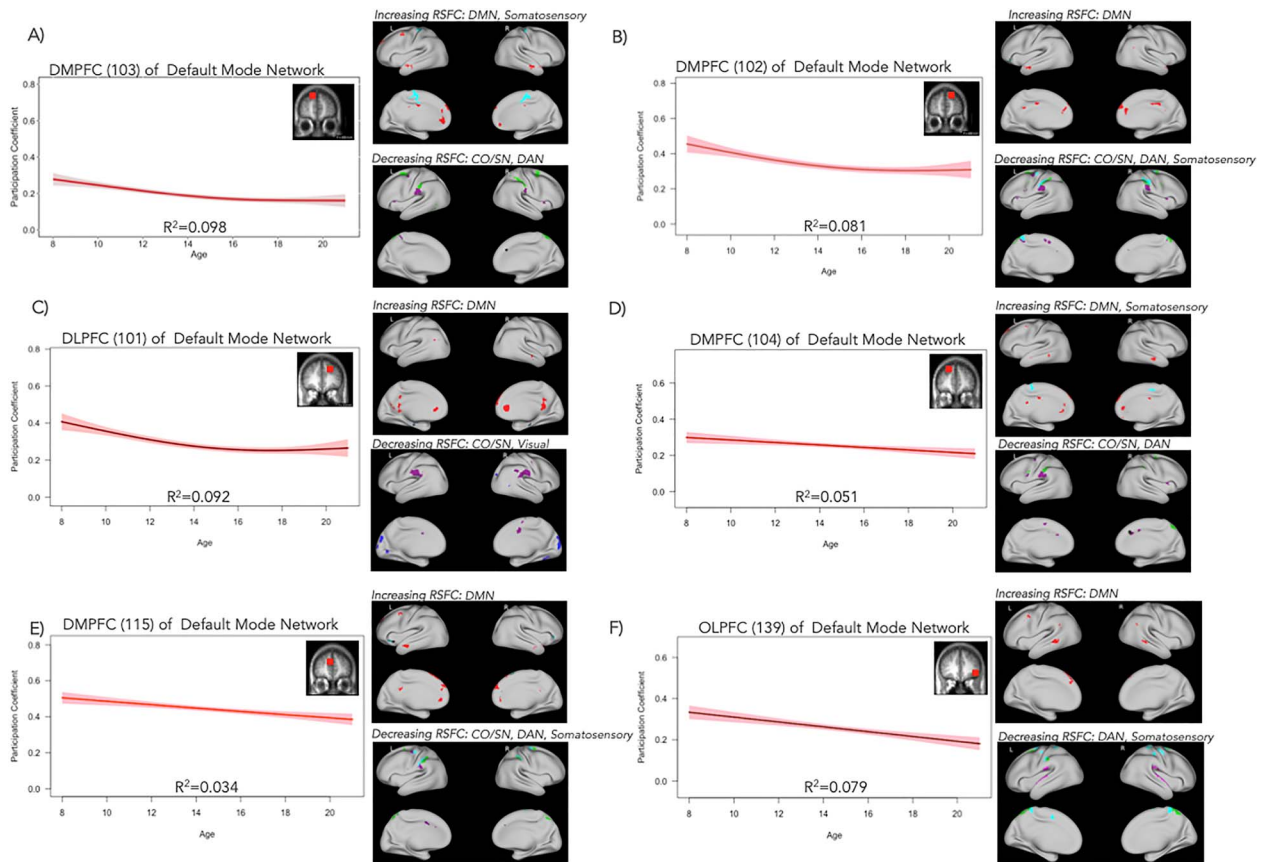 A)
DMPFC (103) of Default Mode Network
Participation Coefficient
0.8
0.6
0.4
0.2
0.0
R²=0.098
8 10 12 14 16 18 20
Age
Increasing RSFC: DMN, Somatosensory
L R
Decreasing RSFC: CO/SN, DAN
B)
DMPFC (102) of Default Mode Network
Participation Coefficient
0.8
0.6
0.4
0.2
0.0
R²=0.081
8 10 12 14 16 18 20
Age
Increasing RSFC: DMN
L R
Decreasing RSFC: CO/SN, DAN, Somatosensory
L R
C)
DLPFC (101) of Default Mode Network
Participation Coefficient
0.8
0.6
0.4
0.2
0.0
R²=0.092
8 10 12 14 16 18 20
Age
Increasing RSFC: DMN
L R
Decreasing RSFC: CO/SN, Visual
L R
D)
DMPFC (104) of Default Mode Network
Participation Coefficient
0.6
0.4
0.2
0.0
R²=0.051
8 10 12 14 16 18 20
Age
Increasing RSFC: DMN, Somatosensory
L R
Decreasing RSFC: CO/SN, DAN
L R
E)
DMPFC (115) of Default Mode Network
Participation Coefficient
0.8
0.6
0.4
0.2
0.0
R²=0.034
8 10 12 14 16 18 20
Age
Increasing RSFC: DMN
L R
Decreasing RSFC: CO/SN, DAN, Somatosensory
L R
F)
OLPFC (139) of Default Mode Network
Participation Coefficient
0.6
0.4
0.2
0.0
R²=0.079
8 10 12 14 16 18 20
Age
Increasing RSFC: DMN
L R
Decreasing RSFC: DAN, Somatosensory
L R